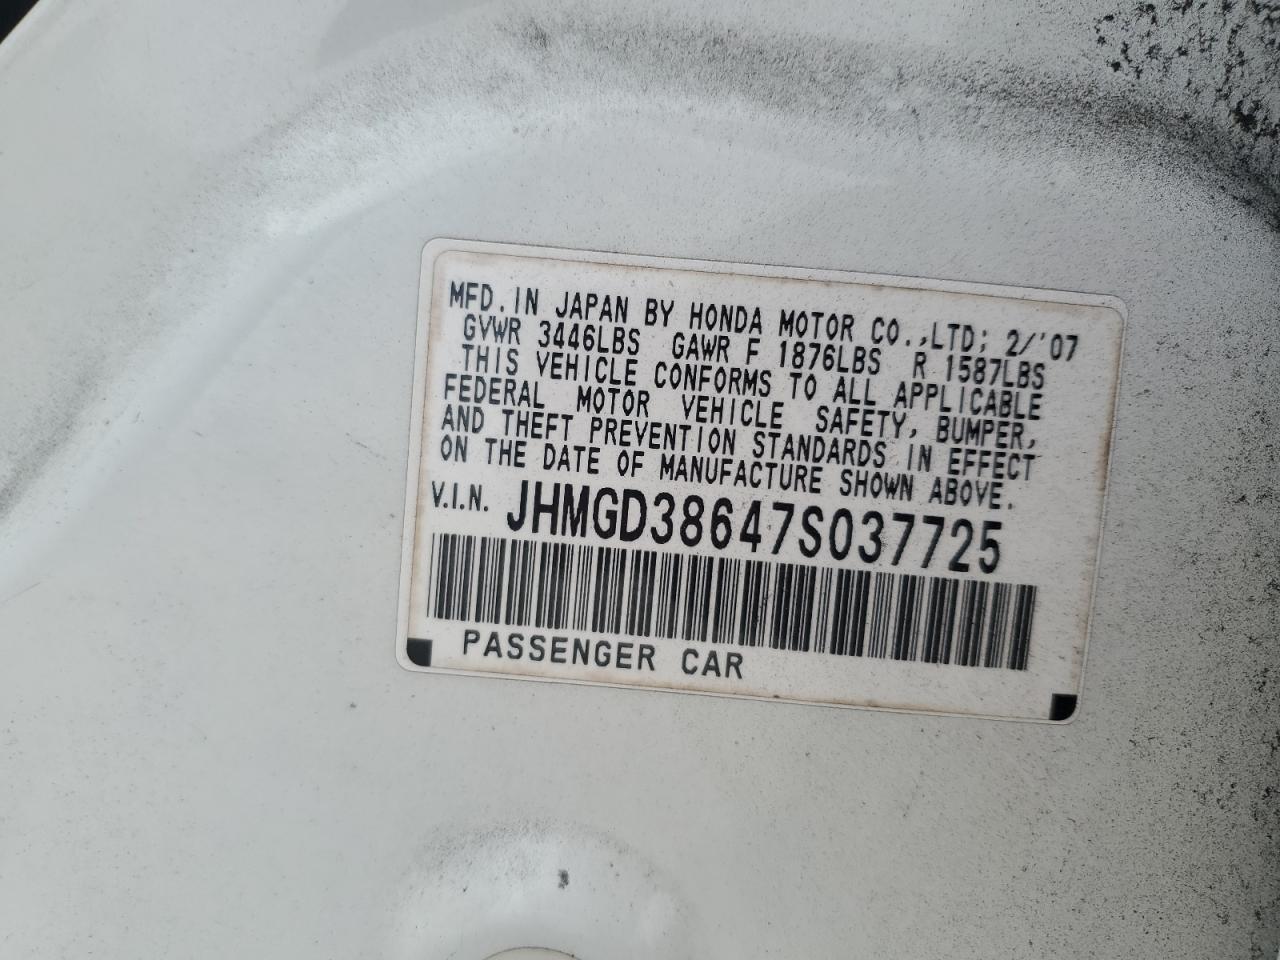 MFD. IN JAPAN BY HONDA MOTOR CO.,LTD; 2/'07
GVWR 3446LBS GAWR F 1876LBS R 1587LBS
THIS VEHICLE CONFORMS TO ALL APPLICABLE
FEDERAL MOTOR VEHICLE SAFETY, BUMPER,
AND THEFT PREVENTION STANDARDS IN EFFECT
ON THE DATE OF MANUFACTURE SHOWN ABOVE.
V.I.N. JHMGD38647S037725
PASSENGER CAR